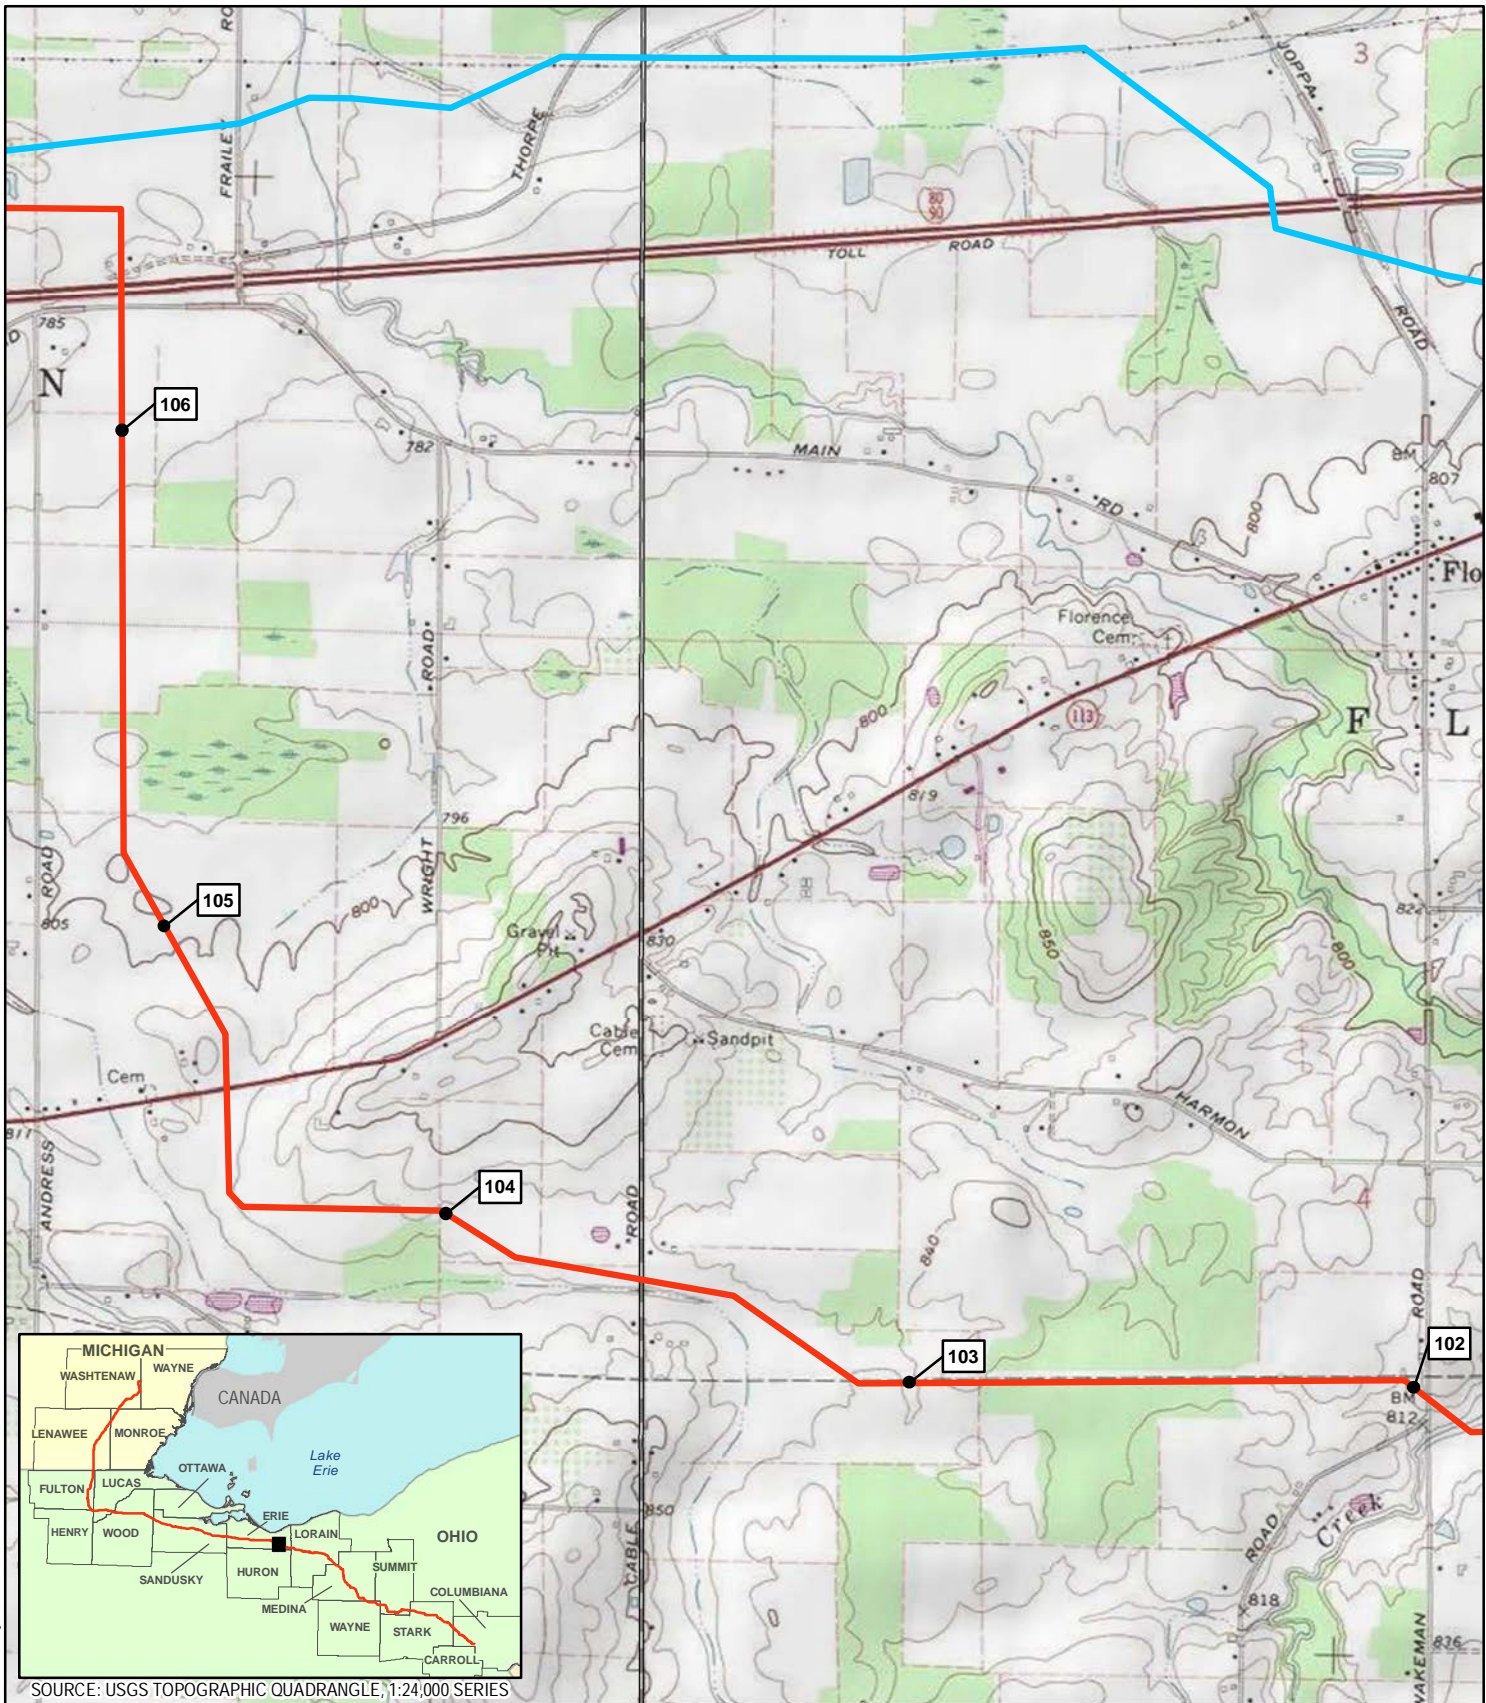 RO
FRAILEY
THORPE
JOPPA
3
80
90
TOLL ROAD
ROAD
785
N
106
782
MAIN
RD
BM
807
800
Flo
Florence
Cem
ROAD
800
113
F L
819
796
WRIGHT
ROAD
805
105
800
Gravel
Pit
830
850
822
800
Cable
Cem
Sandpit
Cem
HARMON
811
ANDRESS
104
ROAD
840
4
ROAD
103
102
BM
812
850
CABLE
ROAD
Creek
818
WAKEMAN
836
MICHIGAN
WASHTENAW
WAYNE
CANADA
LENAWEE
MONROE
Lake
Erie
OTTAWA
FULTON
LUCAS
ERIE
HENRY
WOOD
LORAIN
OHIO
SANDUSKY
HURON
SUMMIT
COLUMBIANA
MEDINA
WAYNE
STARK
CARROLL
SOURCE: USGS TOPOGRAPHIC QUADRANGLE, 1:24,000 SERIES